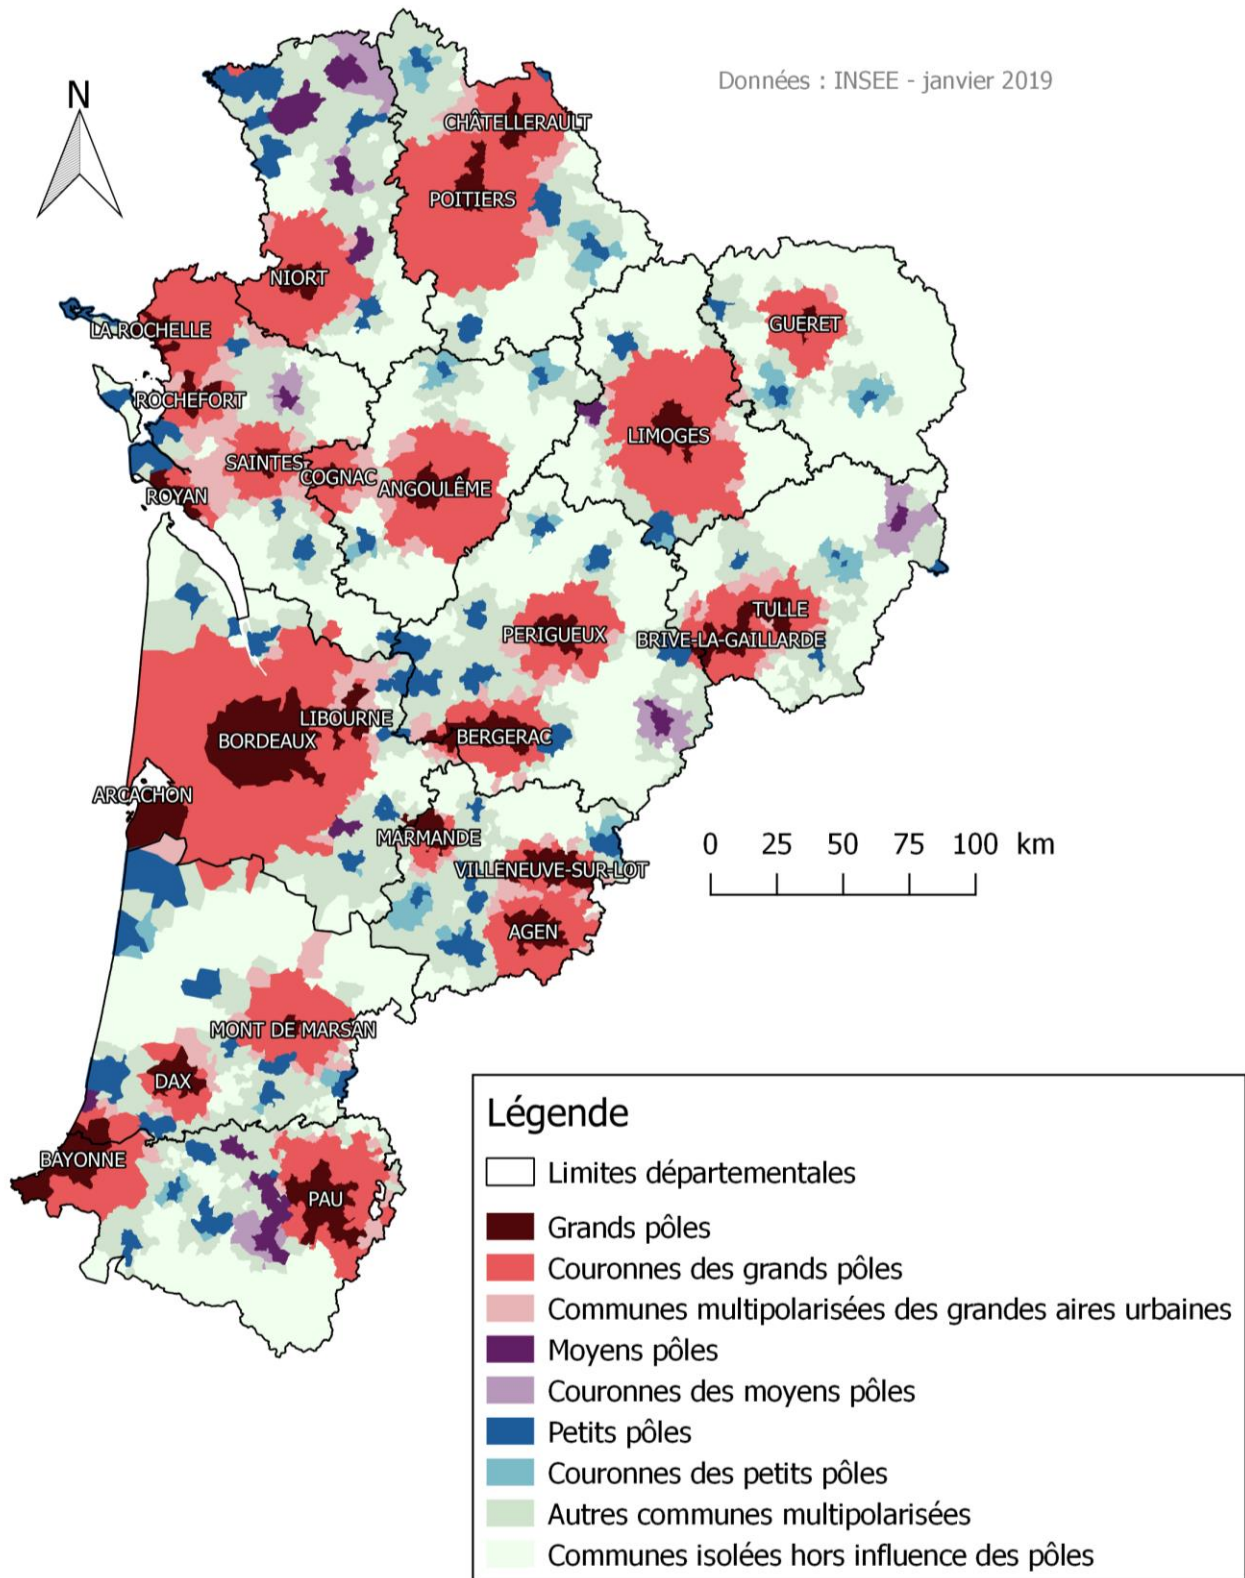 Données : INSEE - janvier 2019
N
CHÂTELLERAULT
POITIERS
NIORT
LA ROCHELLE
GUERET
ROCHEFORT
LIMOGES
SAINTES
COGNAC
ANGOULÊME
ROYAN
TULLE
PERIGUEUX
BRIVE-LA-GAILLARDE
LIBOURNE
BORDEAUX
BERGERAC
ARCACHON
MARMANDE
0 25 50 75 100 km
VILLENEUVE-SUR-LOT
AGEN
MONT DE MARSAN
DAX
BAYONNE
PAU
Légende
Limites départementales
Grands pôles
Couronnes des grands pôles
Communes multipolarisées des grandes aires urbaines
Moyens pôles
Couronnes des moyens pôles
Petits pôles
Couronnes des petits pôles
Autres communes multipolarisées
Communes isolées hors influence des pôles